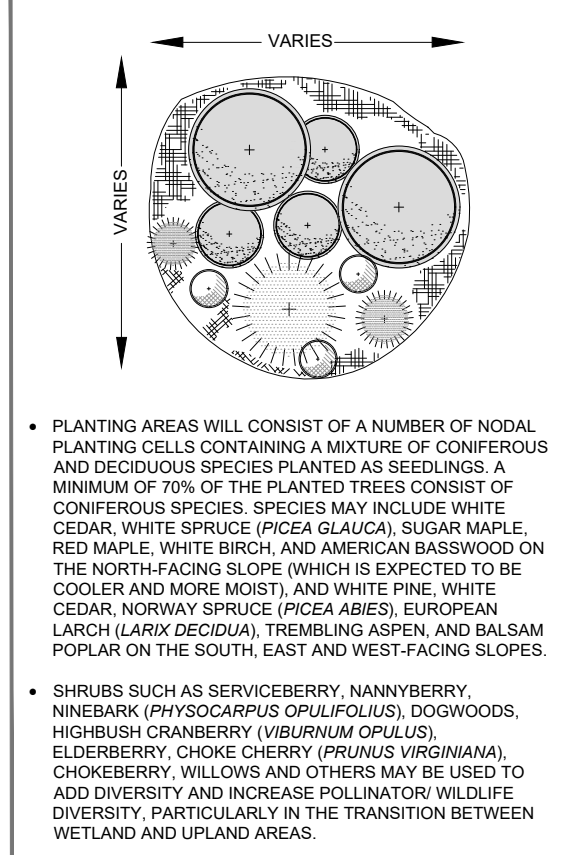 VARIES
VARIES
• PLANTING AREAS WILL CONSIST OF A NUMBER OF NODAL
PLANTING CELLS CONTAINING A MIXTURE OF CONIFEROUS
AND DECIDUOUS SPECIES PLANTED AS SEEDLINGS. A
MINIMUM OF 70% OF THE PLANTED TREES CONSIST OF
CONIFEROUS SPECIES. SPECIES MAY INCLUDE WHITE
CEDAR, WHITE SPRUCE (PICEA GLAUCA), SUGAR MAPLE,
RED MAPLE, WHITE BIRCH, AND AMERICAN BASSWOOD ON
THE NORTH-FACING SLOPE (WHICH IS EXPECTED TO BE
COOLER AND MORE MOIST), AND WHITE PINE, WHITE
CEDAR, NORWAY SPRUCE (PICEA ABIES), EUROPEAN
LARCH (LARIX DECIDUA), TREMBLING ASPEN, AND BALSAM
POPLAR ON THE SOUTH, EAST AND WEST-FACING SLOPES.
• SHRUBS SUCH AS SERVICEBERRY, NANNYBERRY,
NINEBARK (PHYSOCARPUS OPULIFOLIUS), DOGWOODS,
HIGHBUSH CRANBERRY (VIBURNUM OPULUS),
ELDERBERRY, CHOKE CHERRY (PRUNUS VIRGINIANA),
CHOKEBERRY, WILLOWS AND OTHERS MAY BE USED TO
ADD DIVERSITY AND INCREASE POLLINATOR/ WILDLIFE
DIVERSITY, PARTICULARLY IN THE TRANSITION BETWEEN
WETLAND AND UPLAND AREAS.